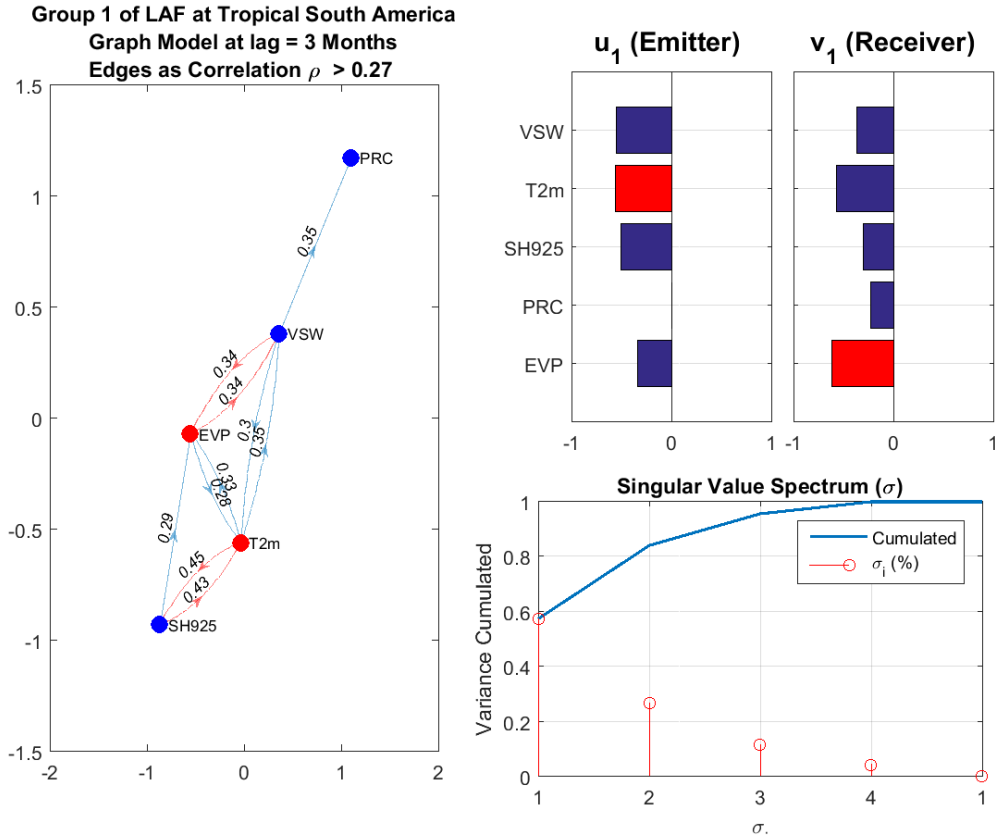 Group 1 of LAF at Tropical South America
Graph Model at lag = 3 Months
Edges as Correlation ρ > 0.27
1.5
1
0.5
0
-0.5
-1
-1.5
-2
-1
0
1
2
PRC
0.35
VSW
0.34
0.34
0.3
0.35
EVP
0.33
0.28
0.29
T2m
0.45
0.43
SH925
u1 (Emitter)
VSW
T2m
SH925
PRC
EVP
-1
0
1
v1 (Receiver)
-1
0
1
Singular Value Spectrum (σ)
Variance Cumulated
1
0.8
0.6
0.4
0.2
0
Cumulated
σi (%)
1
2
3
4
1
σ.